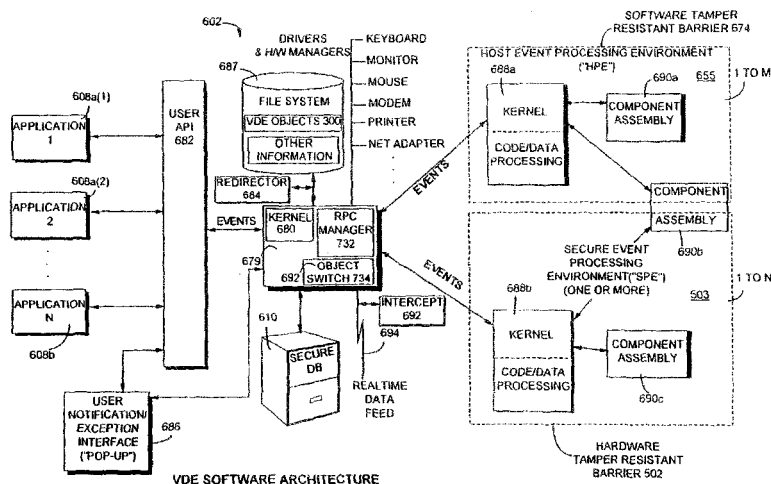 602
DRIVERS
& H/W MANAGERS
KEYBOARD
MONITOR
MOUSE
MODEM
PRINTER
NET ADAPTER
687
FILE SYSTEM
VDE OBJECTS 300
OTHER
INFORMATION
SOFTWARE TAMPER
RESISTANT BARRIER 674
HOST EVENT PROCESSING ENVIRONMENT
("HPE")
655
1 TO M
688a
KERNEL
CODE/DATA
PROCESSING
690a
COMPONENT
ASSEMBLY
608a(1)
APPLICATION
1
608a(2)
APPLICATION
2
APPLICATION
N
608b
USER
API
682
EVENTS
REDIRECTOR
684
KERNEL
680
RPC
MANAGER
732
679
692
OBJECT
SWITCH 734
EVENTS
EVENTS
INTERCEPT
692
694
REALTIME
DATA
FEED
610
SECURE
DB
USER
NOTIFICATION/
EXCEPTION
INTERFACE
("POP-UP")
686
COMPONENT
ASSEMBLY
690b
SECURE EVENT
PROCESSING
ENVIRONMENT("SPE")
(ONE OR MORE)
503
1 TO N
688b
KERNEL
CODE/DATA
PROCESSING
COMPONENT
ASSEMBLY
690c
HARDWARE
TAMPER RESISTANT
BARRIER 502
VDE SOFTWARE ARCHITECTURE